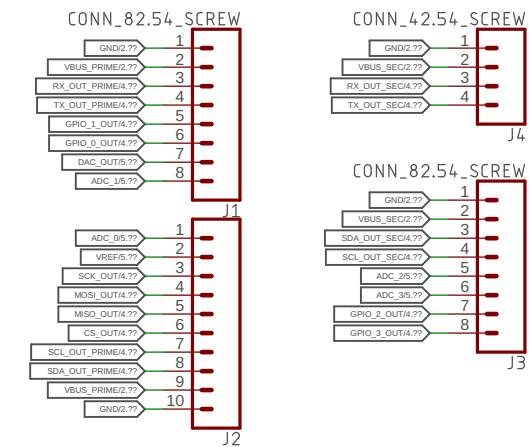 CONN_82.54_SCREW
GND/2.?? 1
VBUS_PRIME/2.?? 2
RX_OUT_PRIME/4.?? 3
TX_OUT_PRIME/4.?? 4
GPIO_1_OUT/4.?? 5
GPIO_0_OUT/4.?? 6
DAC_OUT/5.?? 7
ADC_1/5.?? 8
J1
ADC_0/5.?? 1
VREF/5.?? 2
SCK_OUT/4.?? 3
MOSI_OUT/4.?? 4
MISO_OUT/4.?? 5
CS_OUT/4.?? 6
SCL_OUT_PRIME/4.?? 7
SDA_OUT_PRIME/4.?? 8
VBUS_PRIME/2.?? 9
GND/2.?? 10
J2
CONN_42.54_SCREW
GND/2.?? 1
VBUS_SEC/2.?? 2
RX_OUT_SEC/4.?? 3
TX_OUT_SEC/4.?? 4
J4
CONN_82.54_SCREW
GND/2.?? 1
VBUS_SEC/2.?? 2
SDA_OUT_SEC/4.?? 3
SCL_OUT_SEC/4.?? 4
ADC_2/5.?? 5
ADC_3/5.?? 6
GPIO_2_OUT/4.?? 7
GPIO_3_OUT/4.?? 8
J3